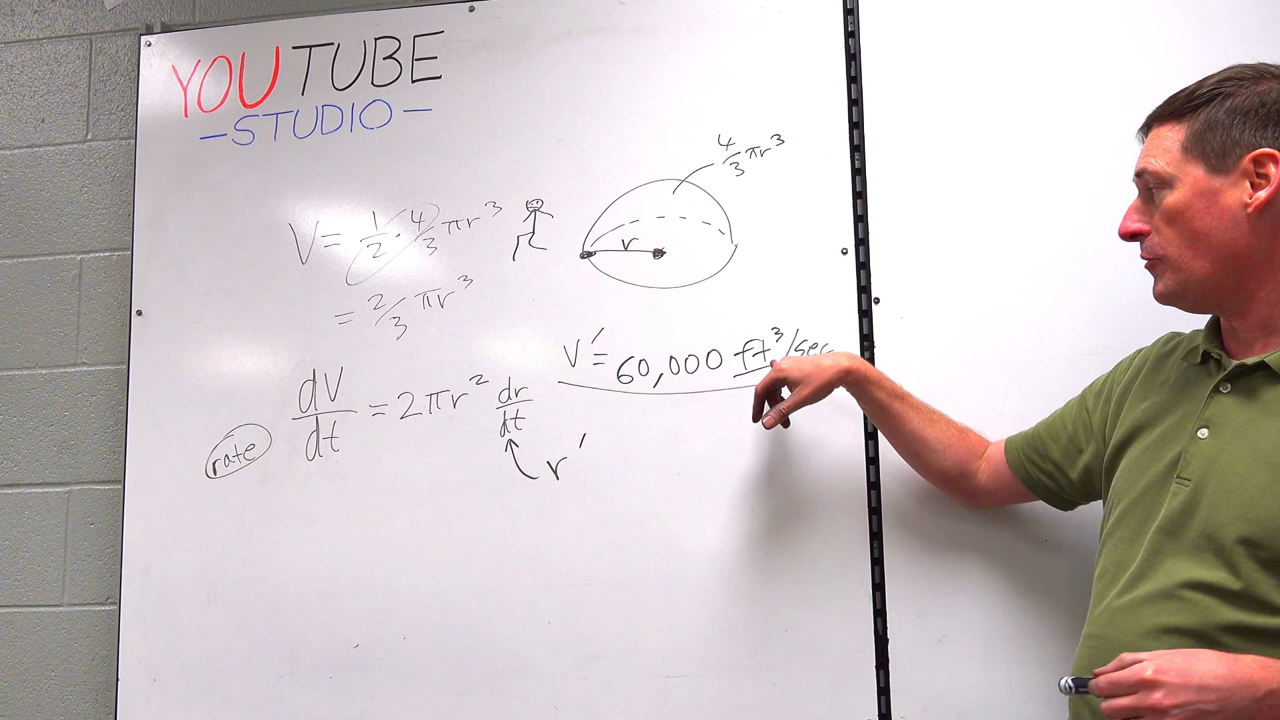 YOUTUBE
-STUDIO-
4/3 πr³
V = 1/2 · 4/3 πr³
r
= 2/3 πr³
V' = 60,000 ft³/sec
dV/dt = 2πr² dr/dt
rate
r'